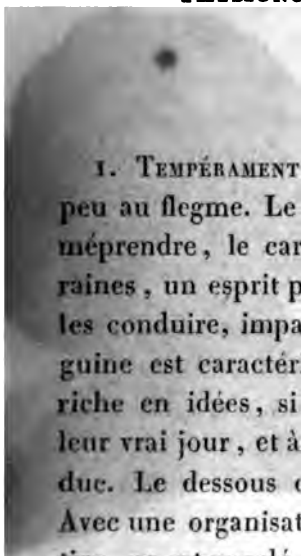 1. TEMPÉRAMENT
peu au flegme. Le
méprendre, le car
raines, un esprit p
les conduire, impa
guine est caractér
riche en idées, si
leur vrai jour, et à
duc. Le dessous d
Avec une organisat